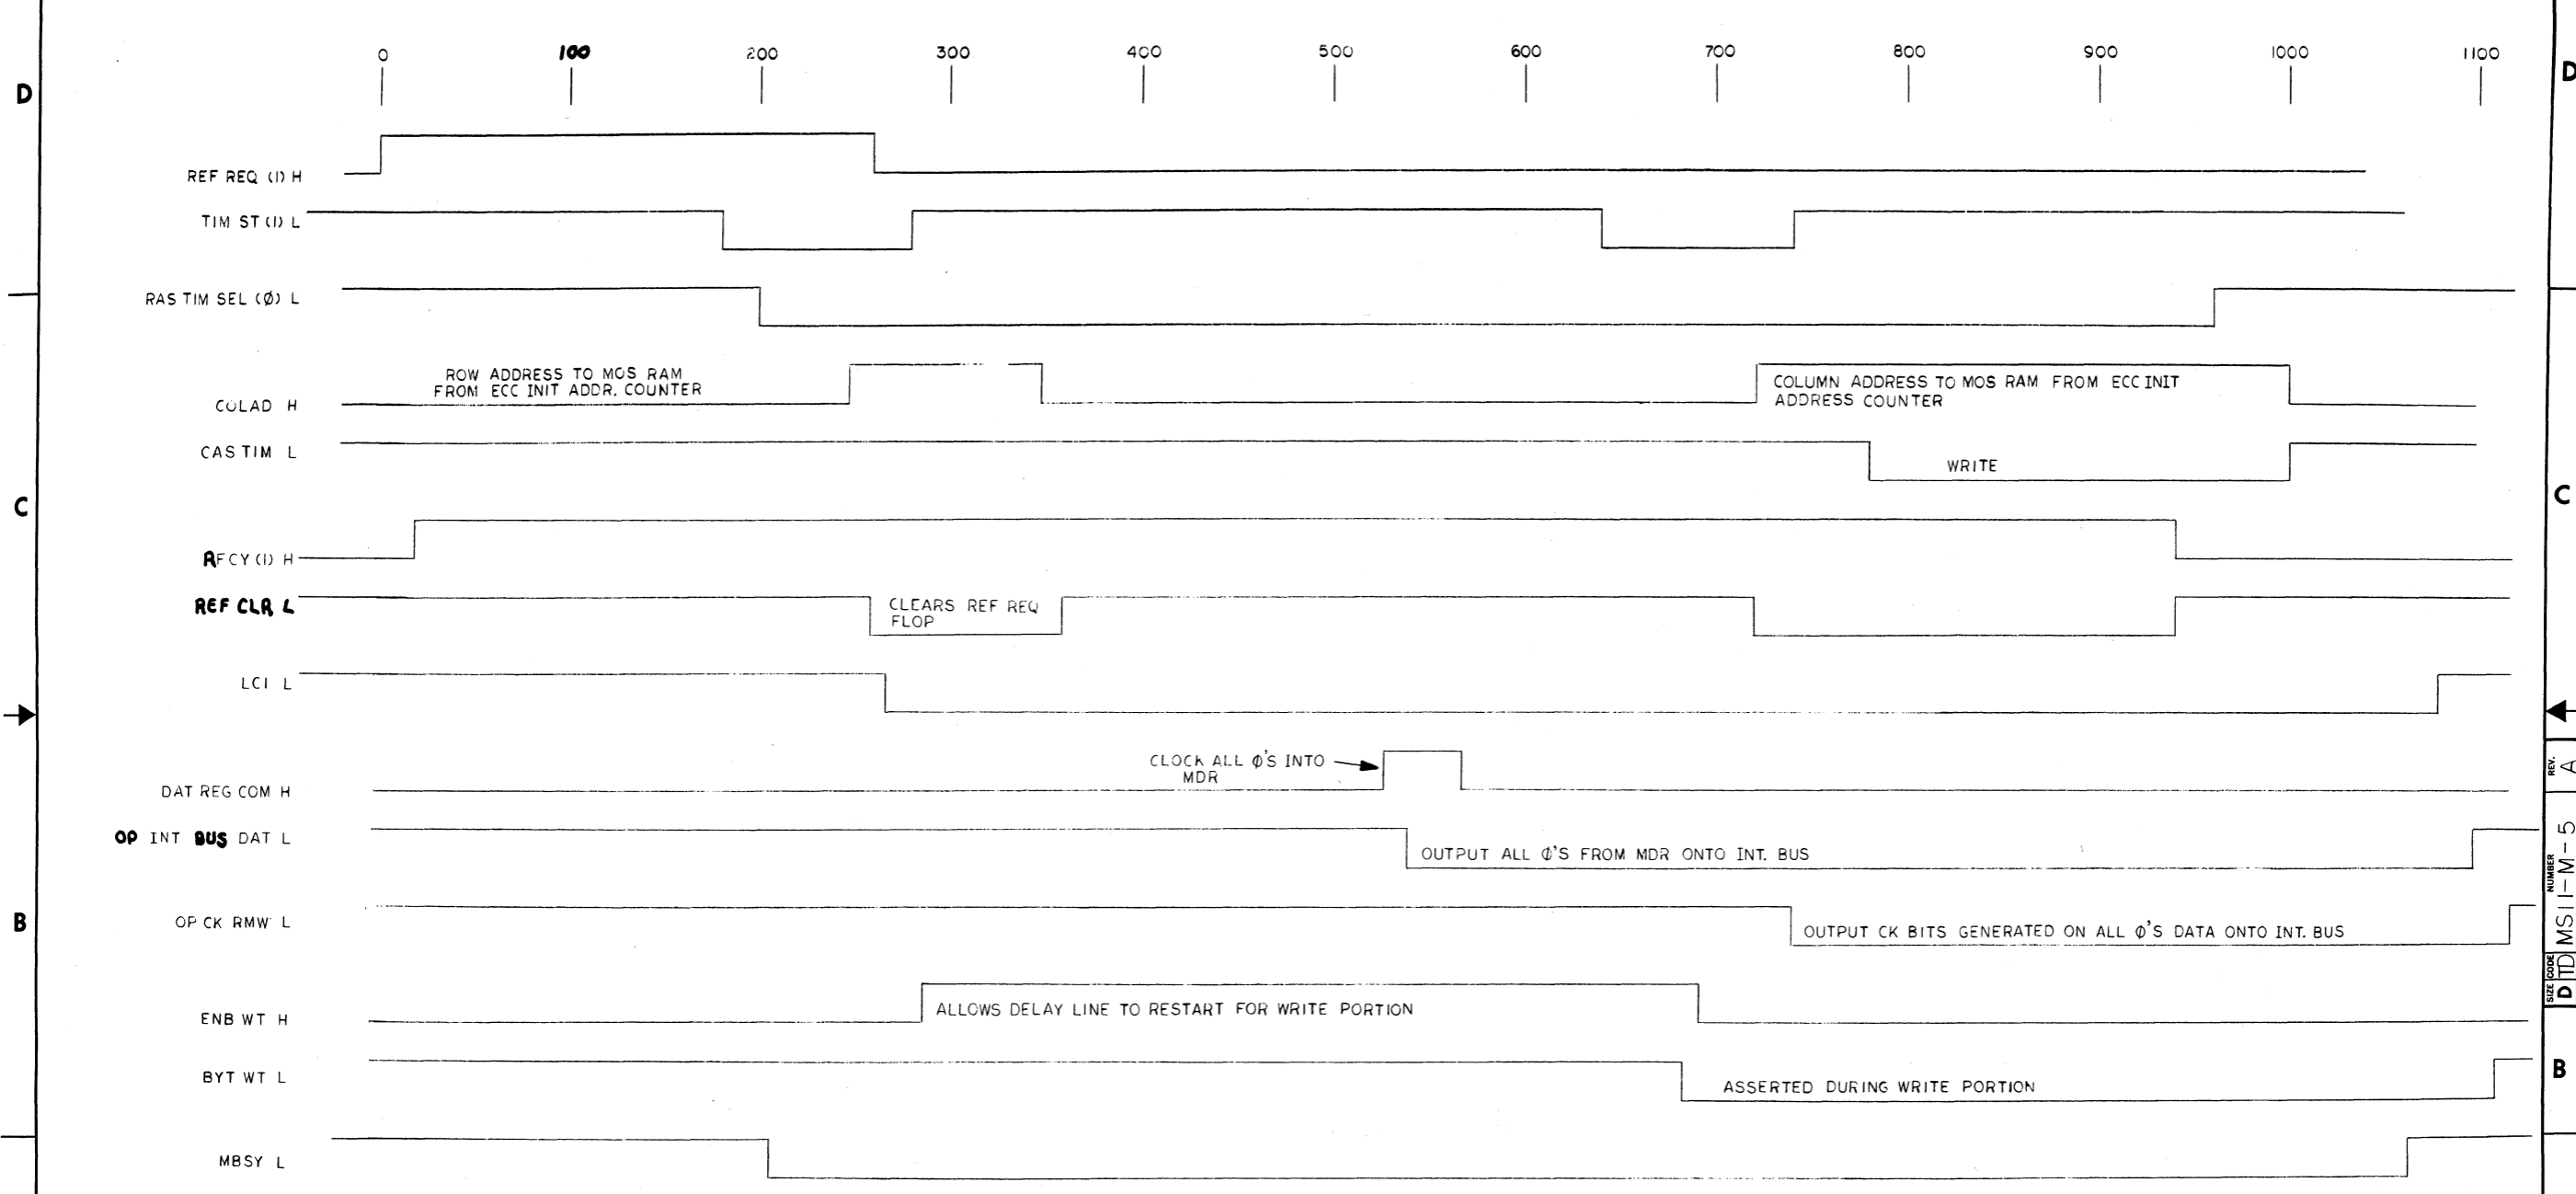 0 100 200 300 400 500 600 700 800 900 1000 1100
D
D
REF REQ (1) H
TIM ST (1) L
RAS TIM SEL (Ø) L
ROW ADDRESS TO MOS RAM
FROM ECC INIT ADDR. COUNTER
COLUMN ADDRESS TO MOS RAM FROM ECC INIT
ADDRESS COUNTER
COLAD H
CAS TIM L
WRITE
C
C
RFCY (1) H
REF CLR L
CLEARS REF REQ
FLOP
LCI L
CLOCK ALL Ø'S INTO
MDR
DAT REG COM H
OP INT BUS DAT L
OUTPUT ALL Ø'S FROM MDR ONTO INT. BUS
B
OP CK RMW L
OUTPUT CK BITS GENERATED ON ALL Ø'S DATA ONTO INT. BUS
ENB WT H
ALLOWS DELAY LINE TO RESTART FOR WRITE PORTION
BYT WT L
ASSERTED DURING WRITE PORTION
B
MBSY L
SIZE D
CODE TD
NUMBER MS11-M-5
REV. A